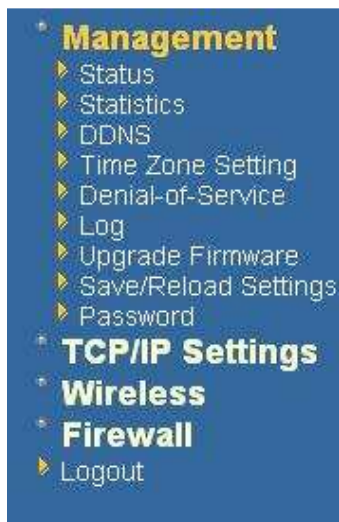 Management
Status
Statistics
DDNS
Time Zone Setting
Denial-of-Service
Log
Upgrade Firmware
Save/Reload Settings
Password
TCP/IP Settings
Wireless
Firewall
Logout